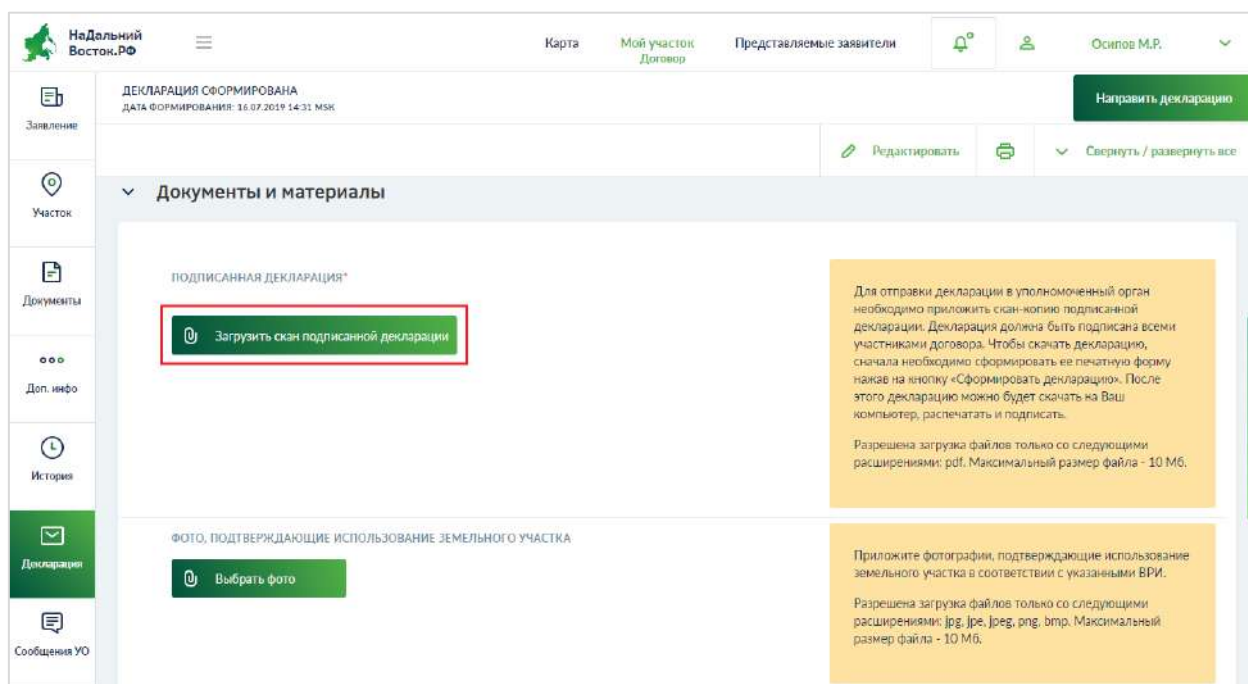 НаДальний
Восток.РФ
Карта
Мой участок
Договор
Представляемые заявители
Осипов М.Р.
Заявление
Участок
Документы
Доп. инфо
История
Декларация
Сообщения УО
ДЕКЛАРАЦИЯ СФОРМИРОВАНА
ДАТА ФОРМИРОВАНИЯ: 16.07.2019 14:31 MSK
Направить декларацию
Редактировать
Свернуть / развернуть все
Документы и материалы
ПОДПИСАННАЯ ДЕКЛАРАЦИЯ*
Загрузить скан подписанной декларации
Для отправки декларации в уполномоченный орган
необходимо приложить скан-копию подписанной
декларации. Декларация должна быть подписана всеми
участниками договора. Чтобы скачать декларацию,
сначала необходимо сформировать ее печатную форму
нажав на кнопку «Сформировать декларацию». После
этого декларацию можно будет скачать на Ваш
компьютер, распечатать и подписать.
Разрешена загрузка файлов только со следующими
расширениями: pdf. Максимальный размер файла - 10 Мб.
ФОТО, ПОДТВЕРЖДАЮЩИЕ ИСПОЛЬЗОВАНИЕ ЗЕМЕЛЬНОГО УЧАСТКА
Выбрать фото
Приложите фотографии, подтверждающие использование
земельного участка в соответствии с указанными ВРИ.
Разрешена загрузка файлов только со следующими
расширениями: jpg, jpe, jpeg, png, bmp. Максимальный
размер файла - 10 Мб.